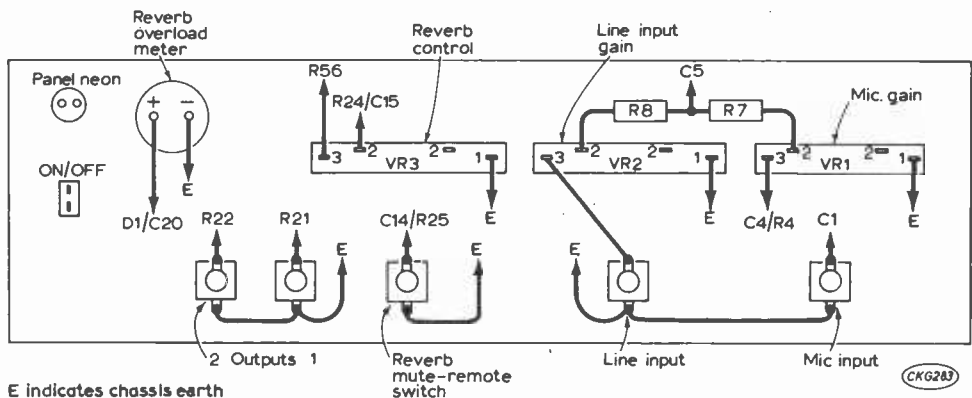 Reverb
overload
meter
Reverb
control
Line input
gain
Panel neon
R56
R24/C15
C5
Mic. gain
+ −
R8
R7
3 2 2 1
VR3
3 2 2 1
VR2
3 2 2 1
VR1
ON/OFF
E
E
E
E
D1/C20
R22
R21
C14/R25
C4/R4
C1
E
E
E
2 Outputs 1
Reverb
mute-remote
switch
Line input
Mic input
E indicates chassis earth
CKG283